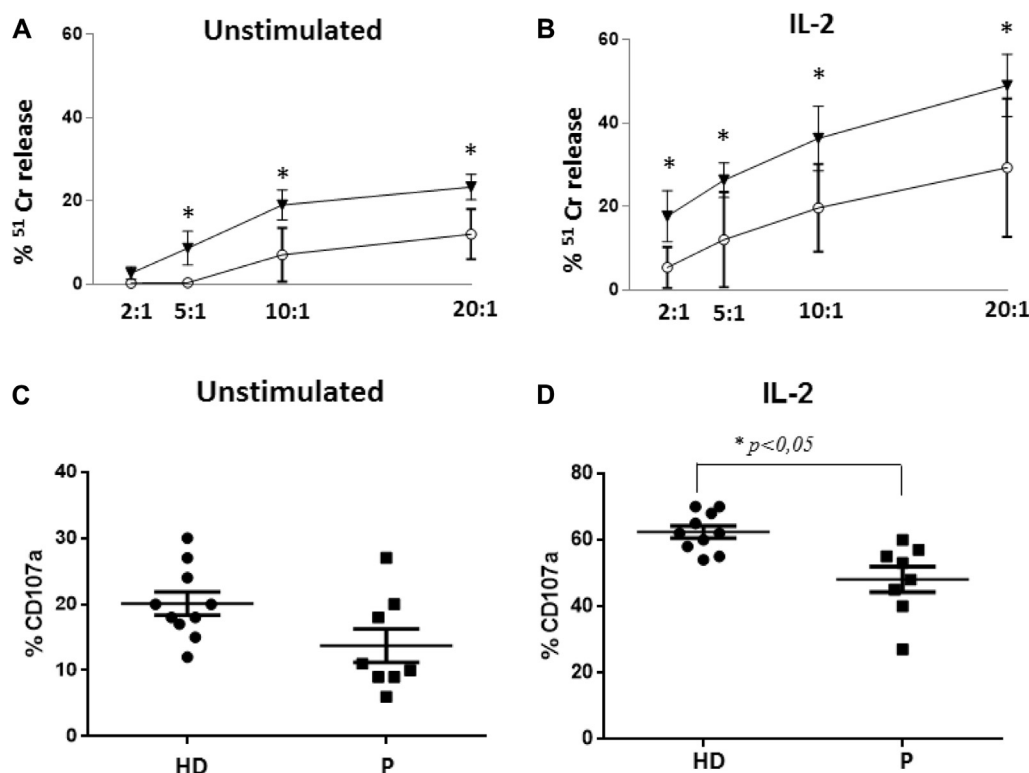 A
Unstimulated
60
40
20
0
% ⁵¹ Cr release
*
*
*
2:1
5:1
10:1
20:1
B
IL-2
60
40
20
0
% ⁵¹ Cr release
*
*
*
*
2:1
5:1
10:1
20:1
C
Unstimulated
40
30
20
10
0
% CD107a
HD
P
D
IL-2
* p<0,05
80
60
40
20
0
% CD107a
HD
P